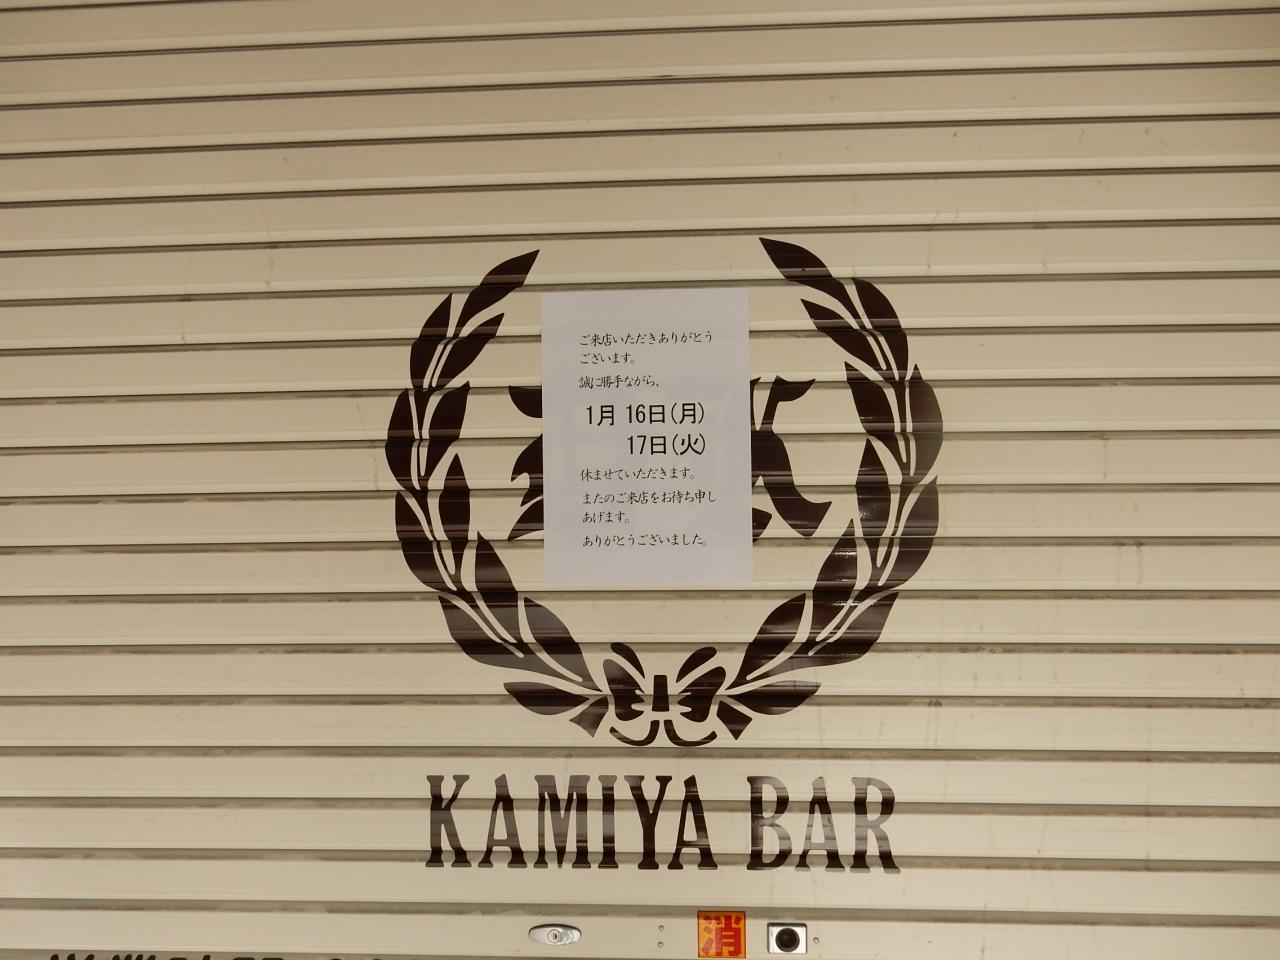 ご来店いただきありがとう
ございます。
誠に勝手ながら、
1月 16日(月)
17日(火)
休ませていただきます。
またのご来店をお待ち申し
あげます。
ありがとうございました。
KAMIYA BAR
消